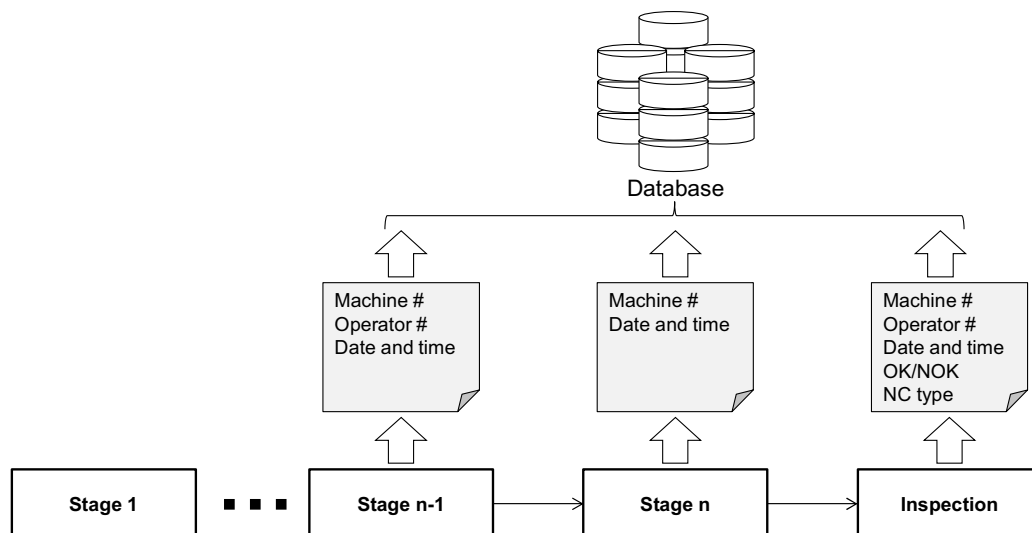 Database
Machine #
Operator #
Date and time
Machine #
Date and time
Machine #
Operator #
Date and time
OK/NOK
NC type
Stage 1
Stage n-1
Stage n
Inspection